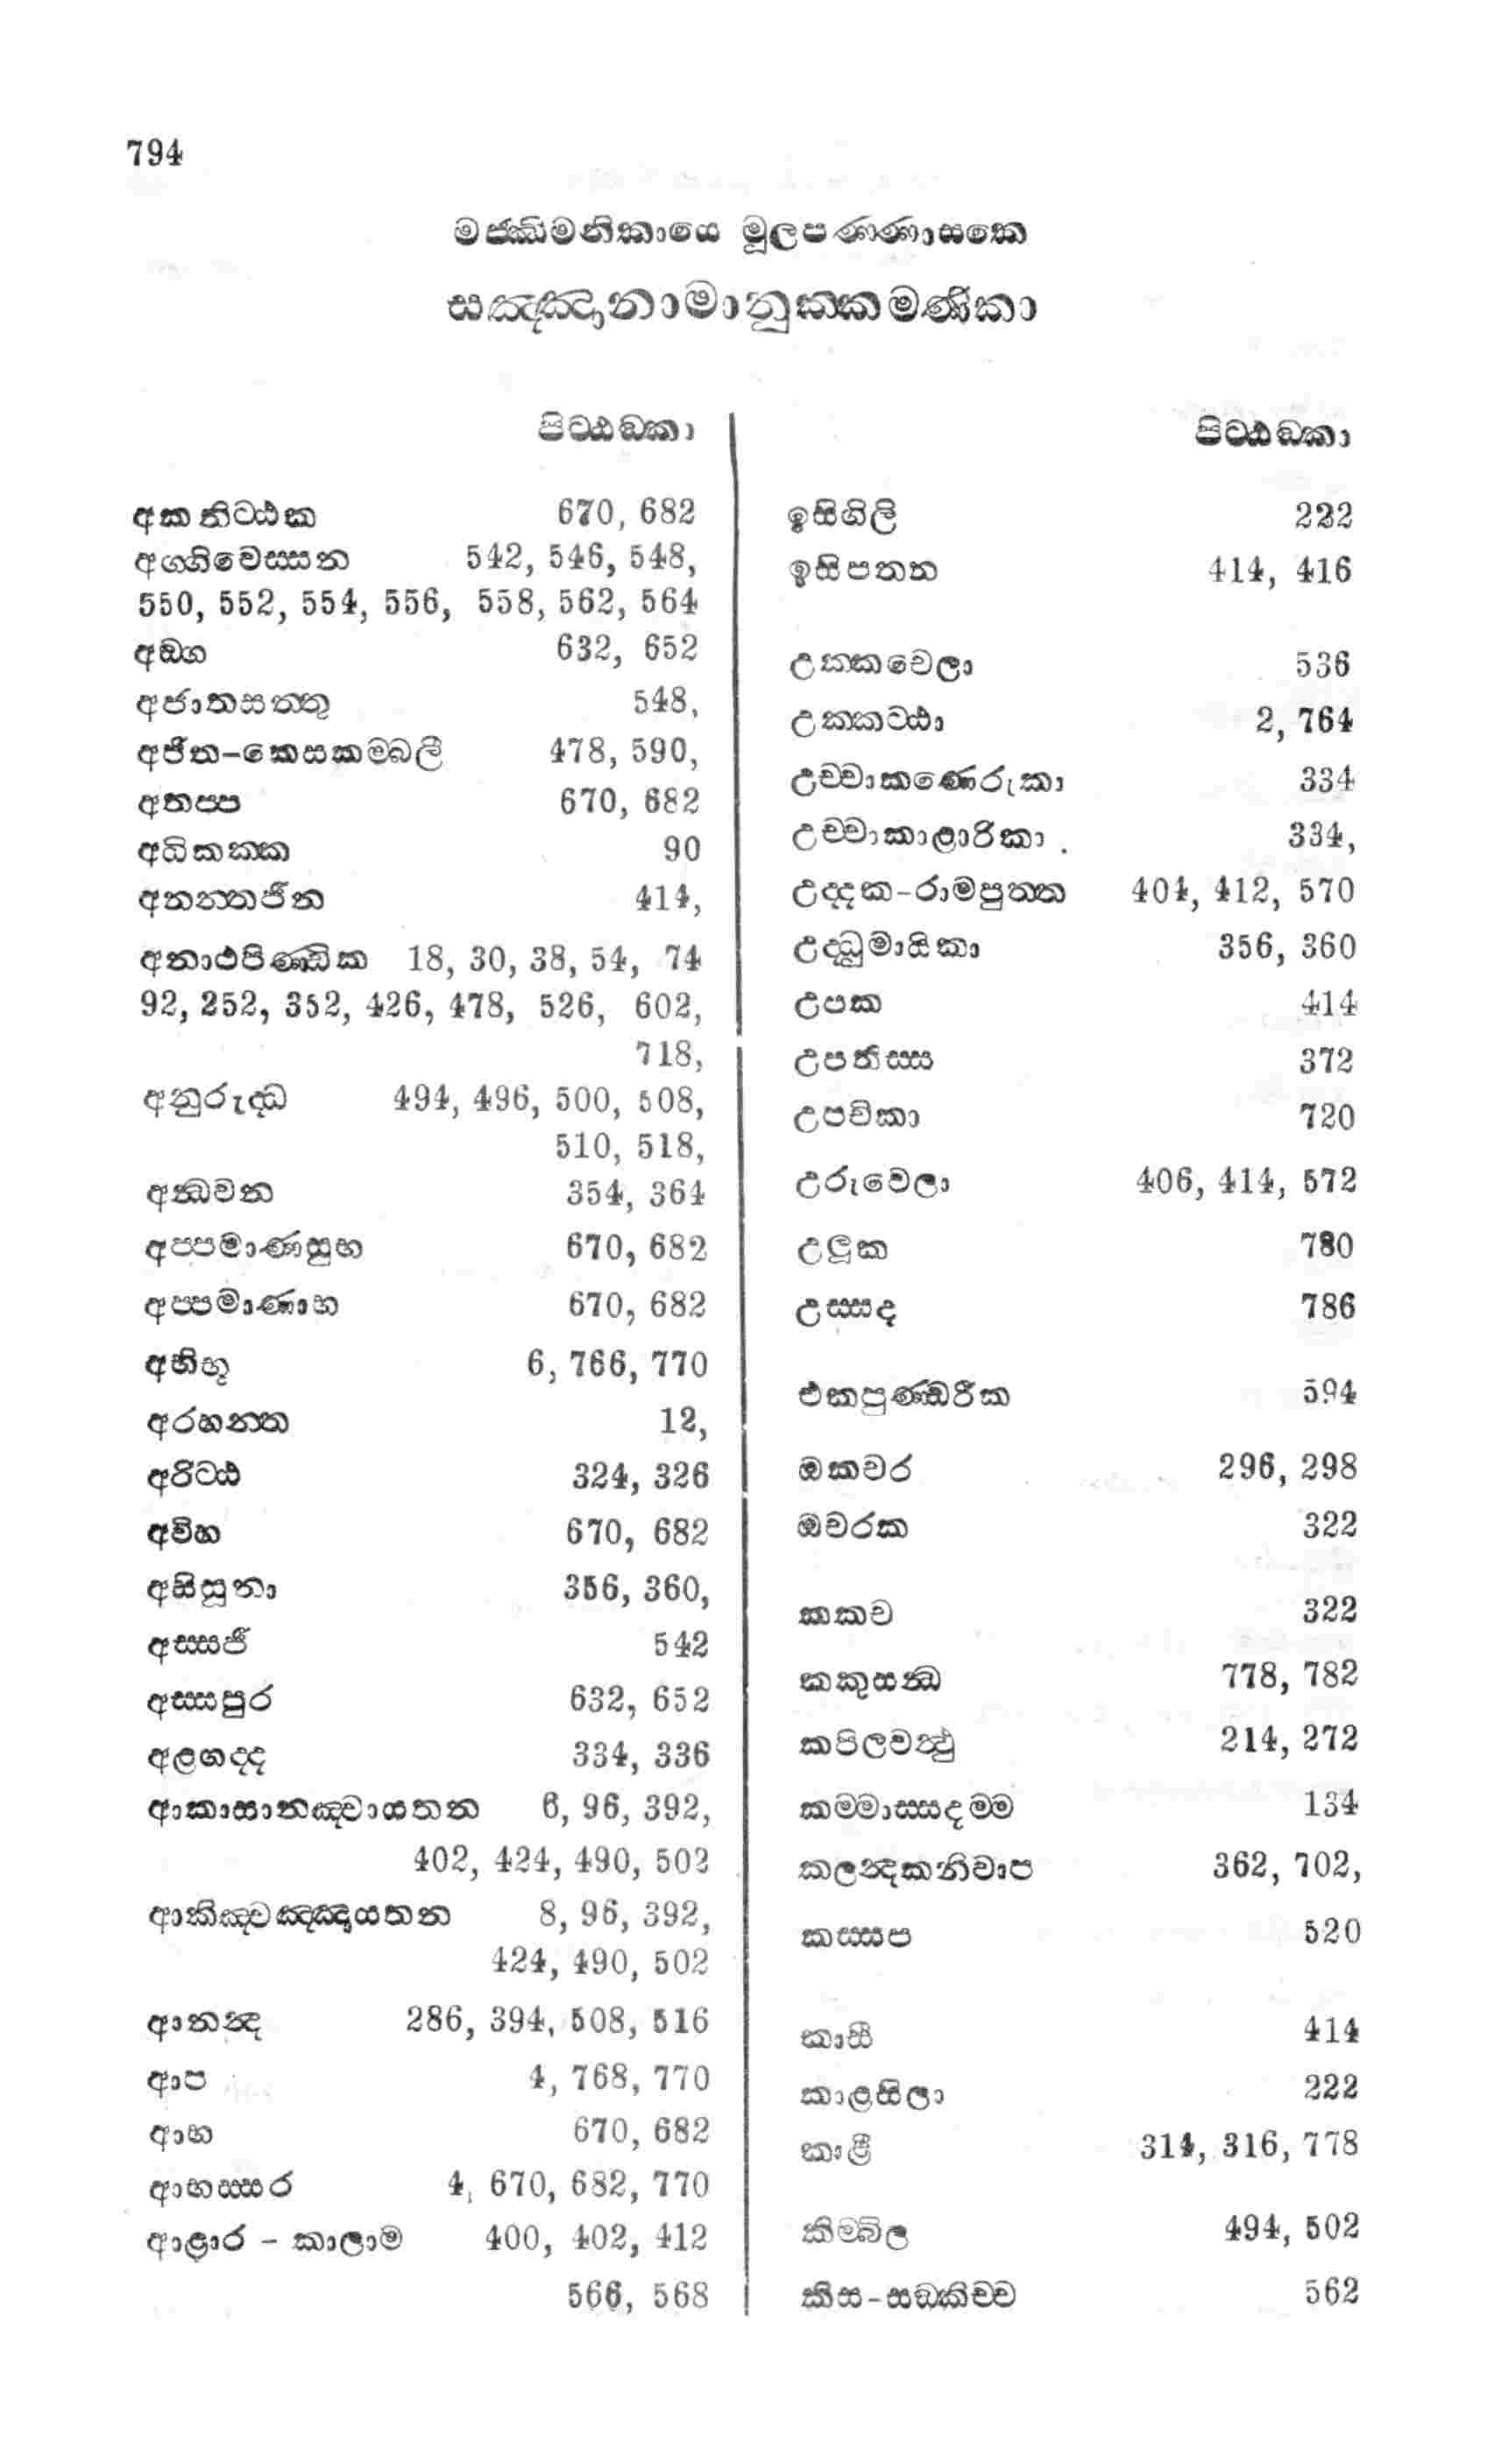 794
මජ්ඣිමනිකායෙ මූලපණ්ණාසකෙ
සඤ්ඤානාමානුක්කමණිකා
පිට්ඨඞ්කා
අකනිට්ඨක 670, 682
අග්ගිවෙස්සන 542, 546, 548,
550, 552, 554, 556, 558, 562, 564
අඞ්ග 632, 652
අජාතසත්තු 548,
අජිත-කෙසකම්බලී 478, 590,
අතප්ප 670, 682
අධිකක්ක 90
අනන්තජින 414,
අනාථපිණ්ඩික 18, 30, 38, 54, 74
92, 252, 352, 426, 478, 526, 602,
718,
අනුරුද්ධ 494, 496, 500, 508,
510, 518,
අන්ධවන 354, 364
අප්පමාණසුභ 670, 682
අප්පමාණාභ 670, 682
අභිභූ 6, 766, 770
අරහන්ත 12,
අරිට්ඨ 324, 326
අවිහ 670, 682
අසිසූනා 356, 360,
අස්සජි 542
අස්සපුර 632, 652
අළගද්ද 334, 336
ආකාසානඤ්චායතන 6, 96, 392,
402, 424, 490, 502
ආකිඤ්චඤ්ඤායතන 8, 96, 392,
424, 490, 502
ආනන්ද 286, 394, 508, 516
ආප 4, 768, 770
ආභ 670, 682
ආභස්සර 4, 670, 682, 770
ආළාර - කාලාම 400, 402, 412
566, 568
පිට්ඨඞ්කා
ඉසිගිලි 222
ඉසිපතන 414, 416
උක්කචෙලා 536
උක්කට්ඨා 2, 764
උච්චාකණෙරුකා 334
උච්චාකාළාරිකා . 334,
උද්දක-රාමපුත්ත 404, 412, 570
උද්ධුමායිකා 356, 360
උපක 414
උපතිස්ස 372
උපචිකා 720
උරුවෙලා 406, 414, 572
උලූක 780
උස්සද 786
එකපුණ්ඩරීක 594
ඔකචර 296, 298
ඔචරක 322
කකච 322
කකුසන්ධ 778, 782
කපිලවත්ථු 214, 272
කම්මාස්සදම්ම 134
කලන්දකනිවාප 362, 702,
කස්සප 520
කාසි 414
කාළසිලා 222
කාළී 314, 316, 778
කිම්බිල 494, 502
කිස-සඞ්කිච්ච 562